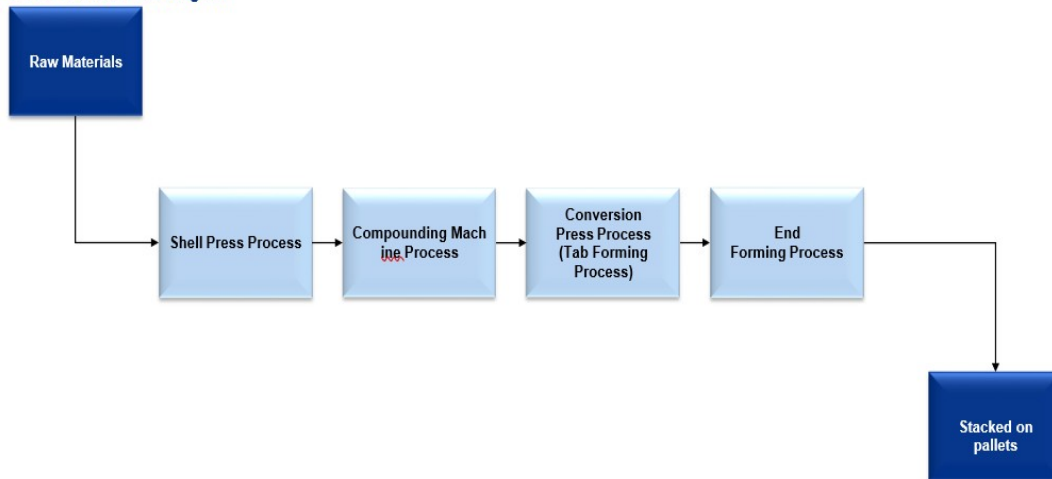 Raw Materials
Shell Press Process
Compounding Mach
ine Process
Conversion
Press Process
(Tab Forming
Process)
End
Forming Process
Stacked on
pallets